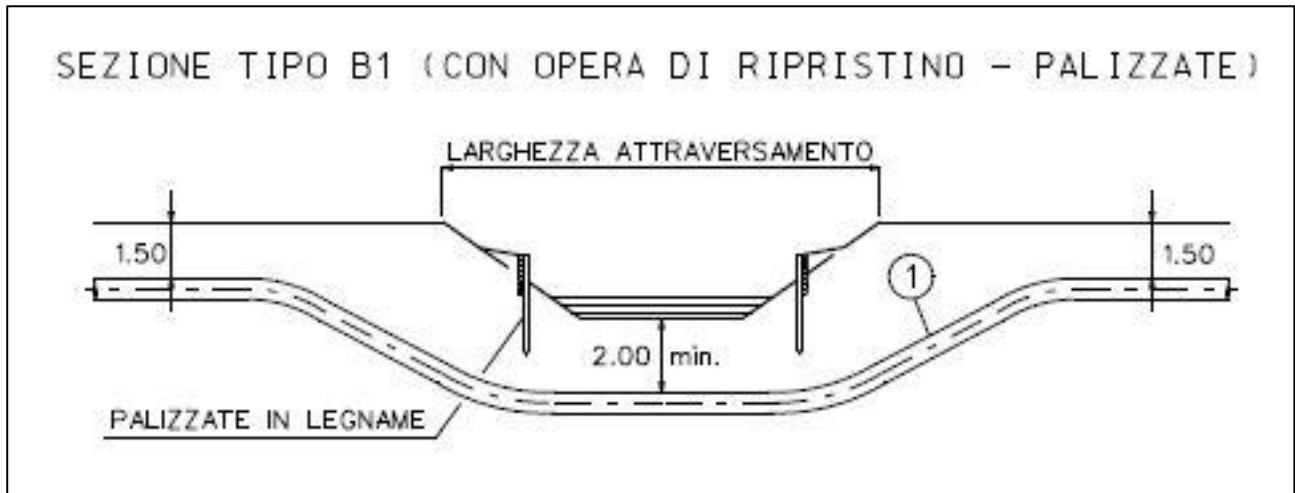 SEZIONE TIPO B1 (CON OPERA DI RIPRISTINO - PALIZZATE)
LARGHEZZA ATTRAVERSAMENTO
1.50
1
1.50
2.00 min.
PALIZZATE IN LEGNAME